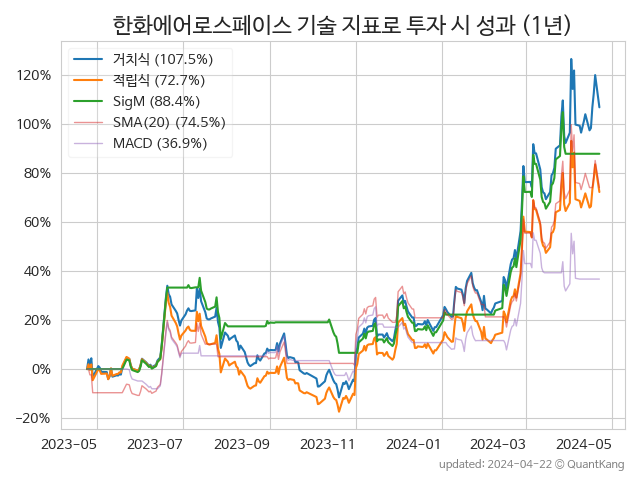 한화에어로스페이스 기술 지표로 투자 시 성과 (1년)
거치식 (107.5%)
적립식 (72.7%)
SigM (88.4%)
SMA(20) (74.5%)
MACD (36.9%)
120%
100%
80%
60%
40%
20%
0%
−20%
2023-05 2023-07 2023-09 2023-11 2024-01 2024-03 2024-05
updated: 2024-04-22 © QuantKang